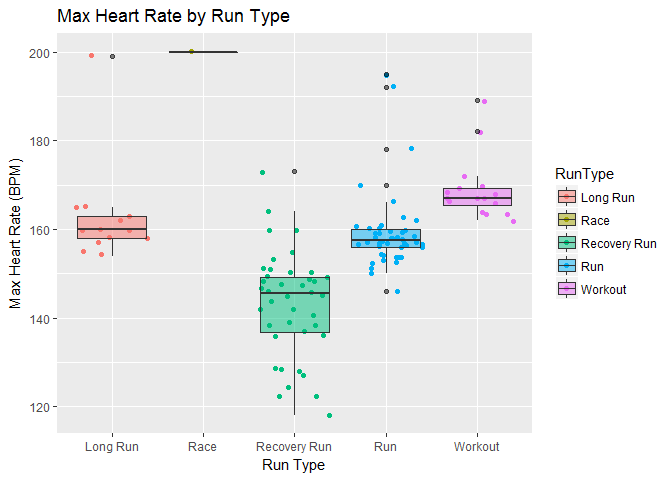 Max Heart Rate by Run Type
Max Heart Rate (BPM)
200
180
160
140
120
Long Run
Race
Recovery Run
Run
Workout
Run Type
RunType
Long Run
Race
Recovery Run
Run
Workout